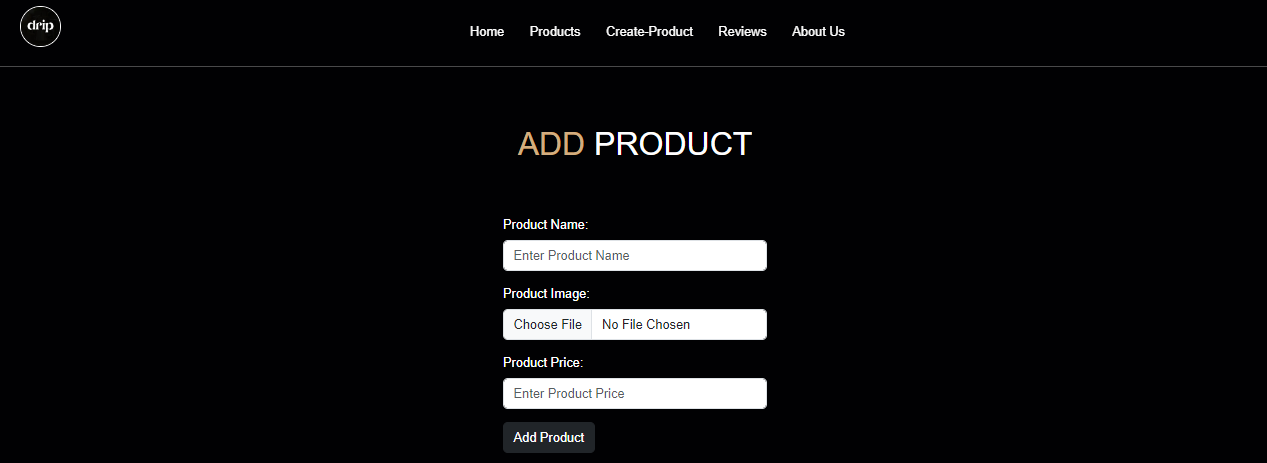 drip
Home Products Create-Product Reviews About Us
ADD PRODUCT
Product Name:
Enter Product Name
Product Image:
Choose File No File Chosen
Product Price:
Enter Product Price
Add Product